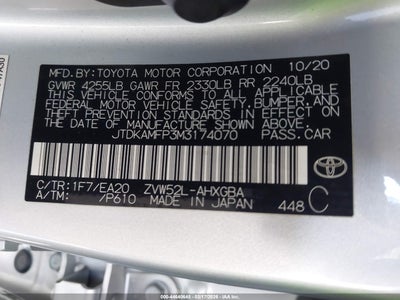 MFD. BY:TOYOTA MOTOR CORPORATION 10/20
GVWR 4255LB GAWR FR 2330LB RR 2240LB
THIS VEHICLE CONFORMS TO ALL APPLICABLE
FEDERAL MOTOR VEHICLE SAFETY, BUMPER, AND
THEFT PREVENTION STANDARDS IN EFFECT ON THE DATE OF
MANUFACTURE SHOWN ABOVE.
JTDKAMFP3M3174070 PASS. CAR
C/TR:1F7/EA20 ZVW52L-AHXGBA
A/TM: /P610 MADE IN JAPAN 448 C
TOYOTA